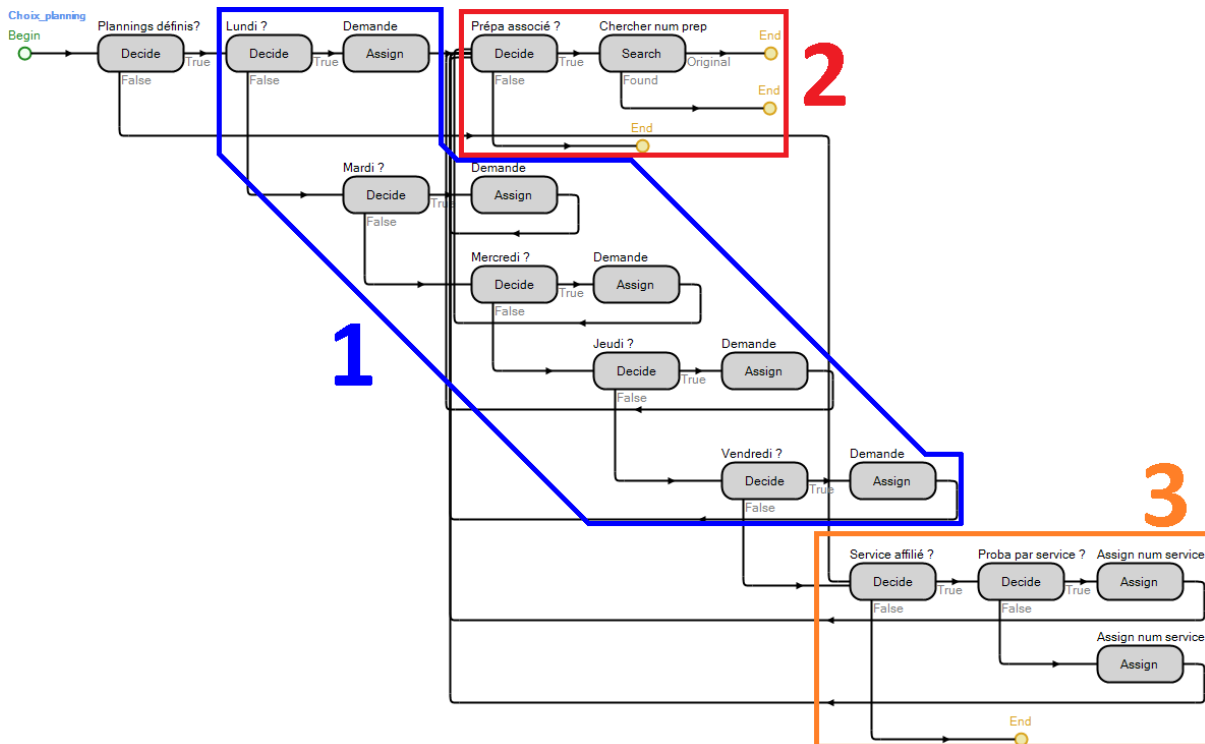 Choix_planning
Begin
Plannings définis?
Decide
True
False
Lundi ?
Decide
True
False
Demande
Assign
Prépa associé ?
Decide
True
False
Chercher num prep
Search
Original
Found
End
End
End
2
Mardi ?
Decide
True
False
Demande
Assign
Mercredi ?
Decide
True
False
Demande
Assign
1
Jeudi ?
Decide
True
False
Demande
Assign
Vendredi ?
Decide
True
False
Demande
Assign
3
Service affilié ?
Decide
True
False
Proba par service ?
Decide
True
False
Assign num service
Assign
Assign num service
Assign
End